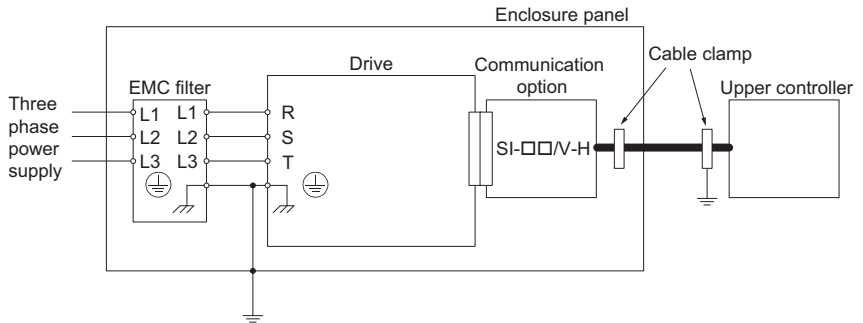 Enclosure panel
Drive
Communication
option
Cable clamp
EMC filter
Upper controller
Three
phase
power
supply
L1 L1 R
L2 L2 S
L3 L3 T
SI-□□/V-H